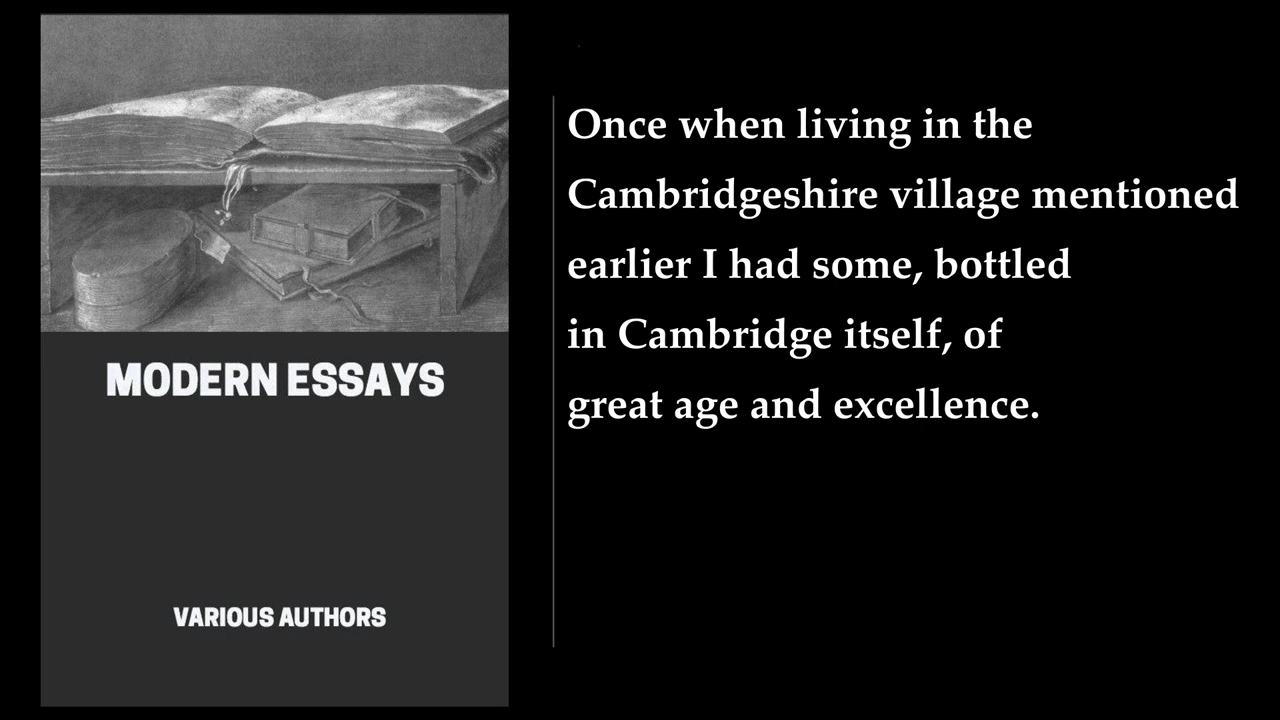 MODERN ESSAYS
VARIOUS AUTHORS
Once when living in the
Cambridgeshire village mentioned
earlier I had some, bottled
in Cambridge itself, of
great age and excellence.